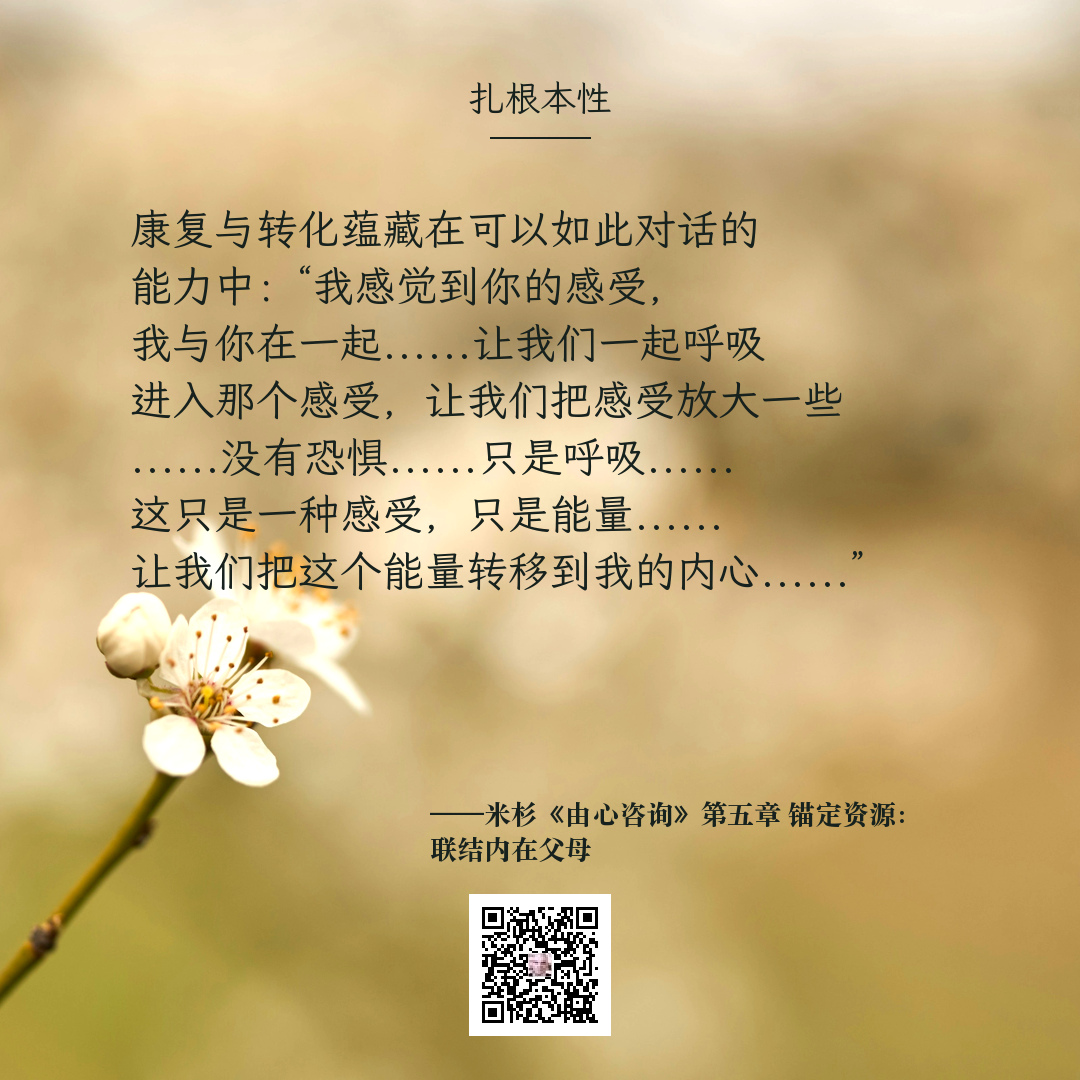 扎根本性
康复与转化蕴藏在可以如此对话的
能力中：“我感觉到你的感受，
我与你在一起……让我们一起呼吸
进入那个感受，让我们把感受放大一些
……没有恐惧……只是呼吸……
这只是一种感受，只是能量……
让我们把这个能量转移到我的内心……”
——米杉《由心咨询》第五章 锚定资源：
联结内在父母